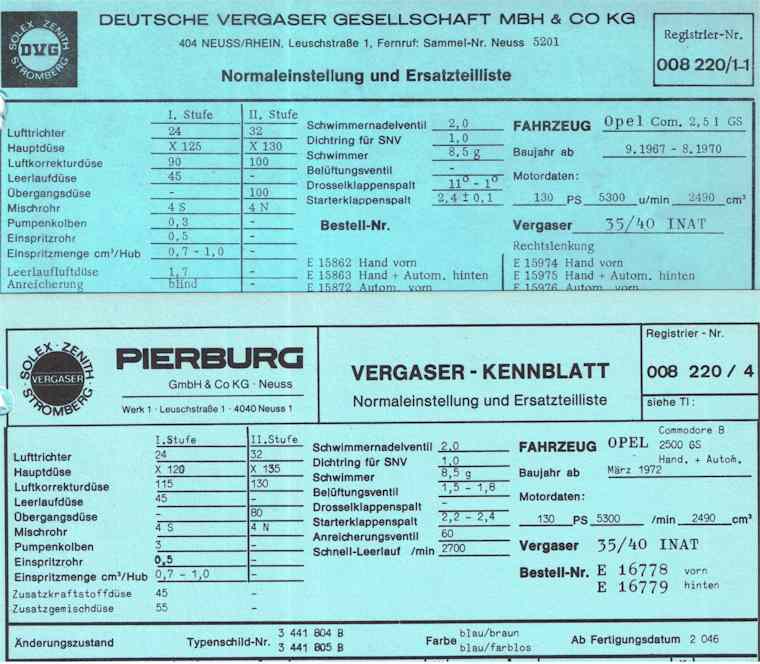 SOLEX ZENITH
DVG
STROMBERG
DEUTSCHE VERGASER GESELLSCHAFT MBH & CO KG
404 NEUSS/RHEIN, Leuschstraße 1, Fernruf: Sammel-Nr. Neuss 5201
Normaleinstellung und Ersatzteilliste
Registrier-Nr.
008 220/1-1
I. Stufe II. Stufe
Lufttrichter 24 32
Hauptdüse X 125 X 130
Luftkorrekturdüse 90 100
Leerlaufdüse 45 -
Übergangsdüse - 100
Mischrohr 4 S 4 N
Pumpenkolben 0,3 -
Einspritzrohr 0,5 -
Einspritzmenge cm³/Hub 0,7 - 1,0 -
Leerlaufluftdüse 1,7 -
Anreicherung blind -
Schwimmernadelventil 2,0
Dichtring für SNV 1,0
Schwimmer 8,5 g
Belüftungsventil -
Drosselklappenspalt 11° - 1°
Starterklappenspalt 2,4 ± 0,1
Bestell-Nr.
E 15862 Hand vorn
E 15863 Hand + Autom. hinten
E 15872 Autom. vorn
FAHRZEUG Opel Com. 2,5 l GS
Baujahr ab 9.1967 - 8.1970
Motordaten:
130 PS 5300 u/min 2490 cm³
Vergaser 35/40 INAT
Rechtslenkung
E 15974 Hand vorn
E 15975 Hand + Autom. hinten
E 15976 Autom. vorn
SOLEX · ZENITH
VERGASER
STROMBERG
PIERBURG
GmbH & Co KG · Neuss
Werk 1 · Leuschstraße 1 · 4040 Neuss 1
VERGASER - KENNBLATT
Normaleinstellung und Ersatzteilliste
Registrier - Nr.
008 220 / 4
siehe TI :
I.Stufe II.Stufe
Lufttrichter 24 32
Hauptdüse X 120 X 135
Luftkorrekturdüse 115 130
Leerlaufdüse 45 -
Übergangsdüse - 80
Mischrohr 4 S 4 N
Pumpenkolben 3 -
Einspritzrohr 0,5 -
Einspritzmenge cm³/Hub 0,7 - 1,0 -
Zusatzkraftstoffdüse 45 -
Zusatzgemischdüse 55 -
Schwimmernadelventil 2,0
Dichtring für SNV 1,0
Schwimmer 8,5 g
Belüftungsventil 1,5 - 1,8
Drosselklappenspalt -
Starterklappenspalt 2,2 - 2,4
Anreicherungsventil 60
Schnell-Leerlauf /min 2700
Commodore B
FAHRZEUG OPEL 2500 GS
Hand. + Autom.
Baujahr ab März 1972
Motordaten:
130 PS 5300 /min 2490 cm³
Vergaser 35/40 INAT
Bestell-Nr. E 16778 vorn
E 16779 hinten
Änderungszustand
Typenschild-Nr. 3 441 804 B
3 441 805 B
Farbe blau/braun
blau/farblos
Ab Fertigungsdatum 2 046